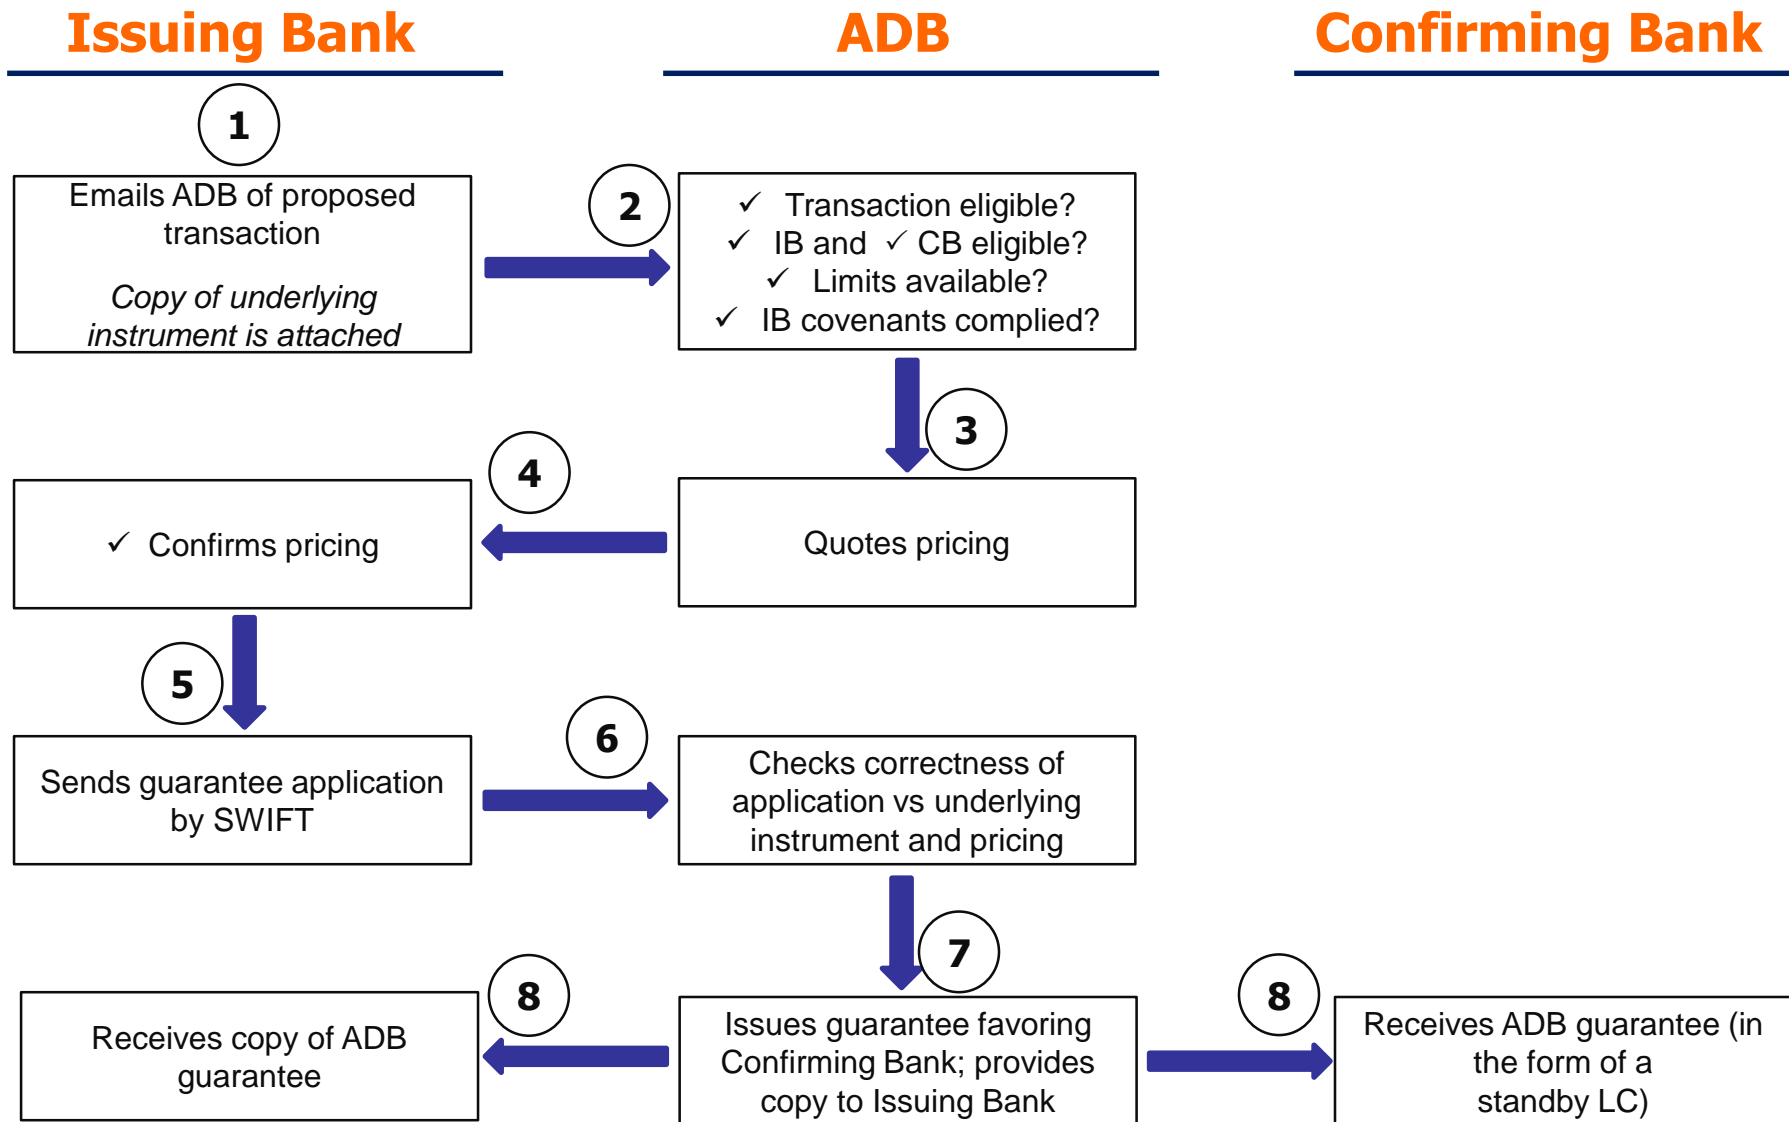 Issuing Bank
ADB
Confirming Bank
1
Emails ADB of proposed
transaction
Copy of underlying
instrument is attached
2
✓ Transaction eligible?
✓ IB and ✓ CB eligible?
✓ Limits available?
✓ IB covenants complied?
3
Quotes pricing
4
✓ Confirms pricing
5
Sends guarantee application
by SWIFT
6
Checks correctness of
application vs underlying
instrument and pricing
7
Issues guarantee favoring
Confirming Bank; provides
copy to Issuing Bank
8
Receives copy of ADB
guarantee
8
Receives ADB guarantee (in
the form of a
standby LC)